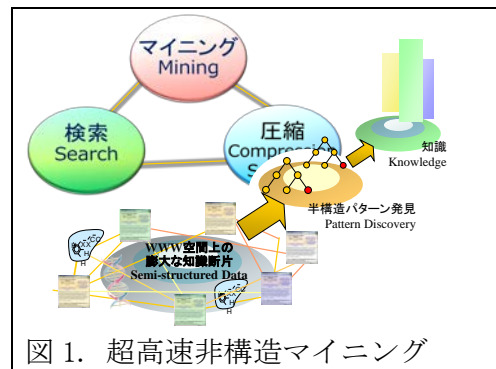 マイニング
Mining
検索
Search
圧縮
Compression
知識
Knowledge
半構造パターン発見
Pattern Discovery
WWW空間上の
膨大な知識断片
Semi-structured Data
H
H
図 1. 超高速非構造マイニング